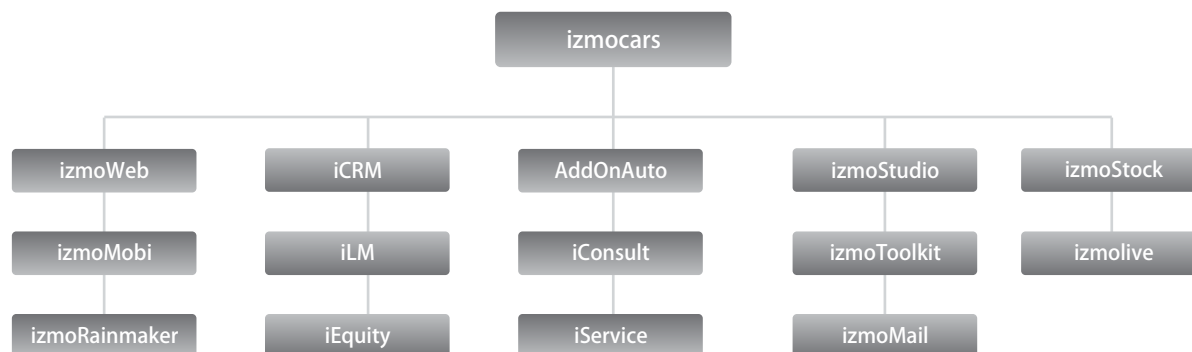 izmocars
izmoWeb
iCRM
AddOnAuto
izmoStudio
izmoStock
izmoMobi
iLM
iConsult
izmoToolkit
izmolive
izmoRainmaker
iEquity
iService
izmoMail